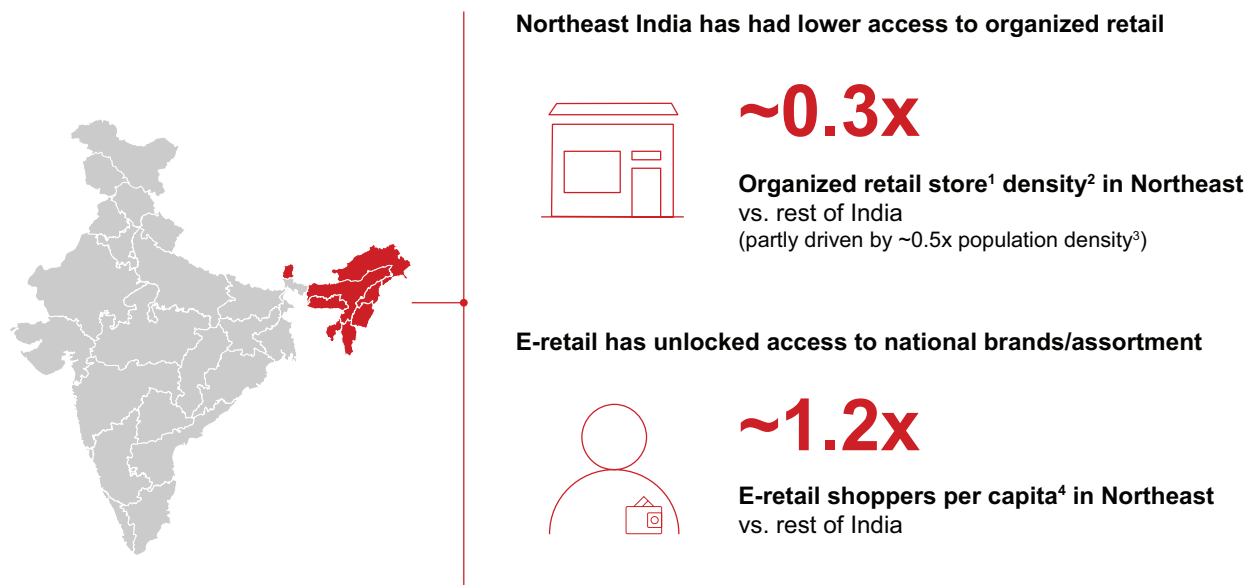 Northeast India has had lower access to organized retail
~0.3x
Organized retail store¹ density² in Northeast
vs. rest of India
(partly driven by ~0.5x population density³)
E-retail has unlocked access to national brands/assortment
~1.2x
E-retail shoppers per capita⁴ in Northeast
vs. rest of India